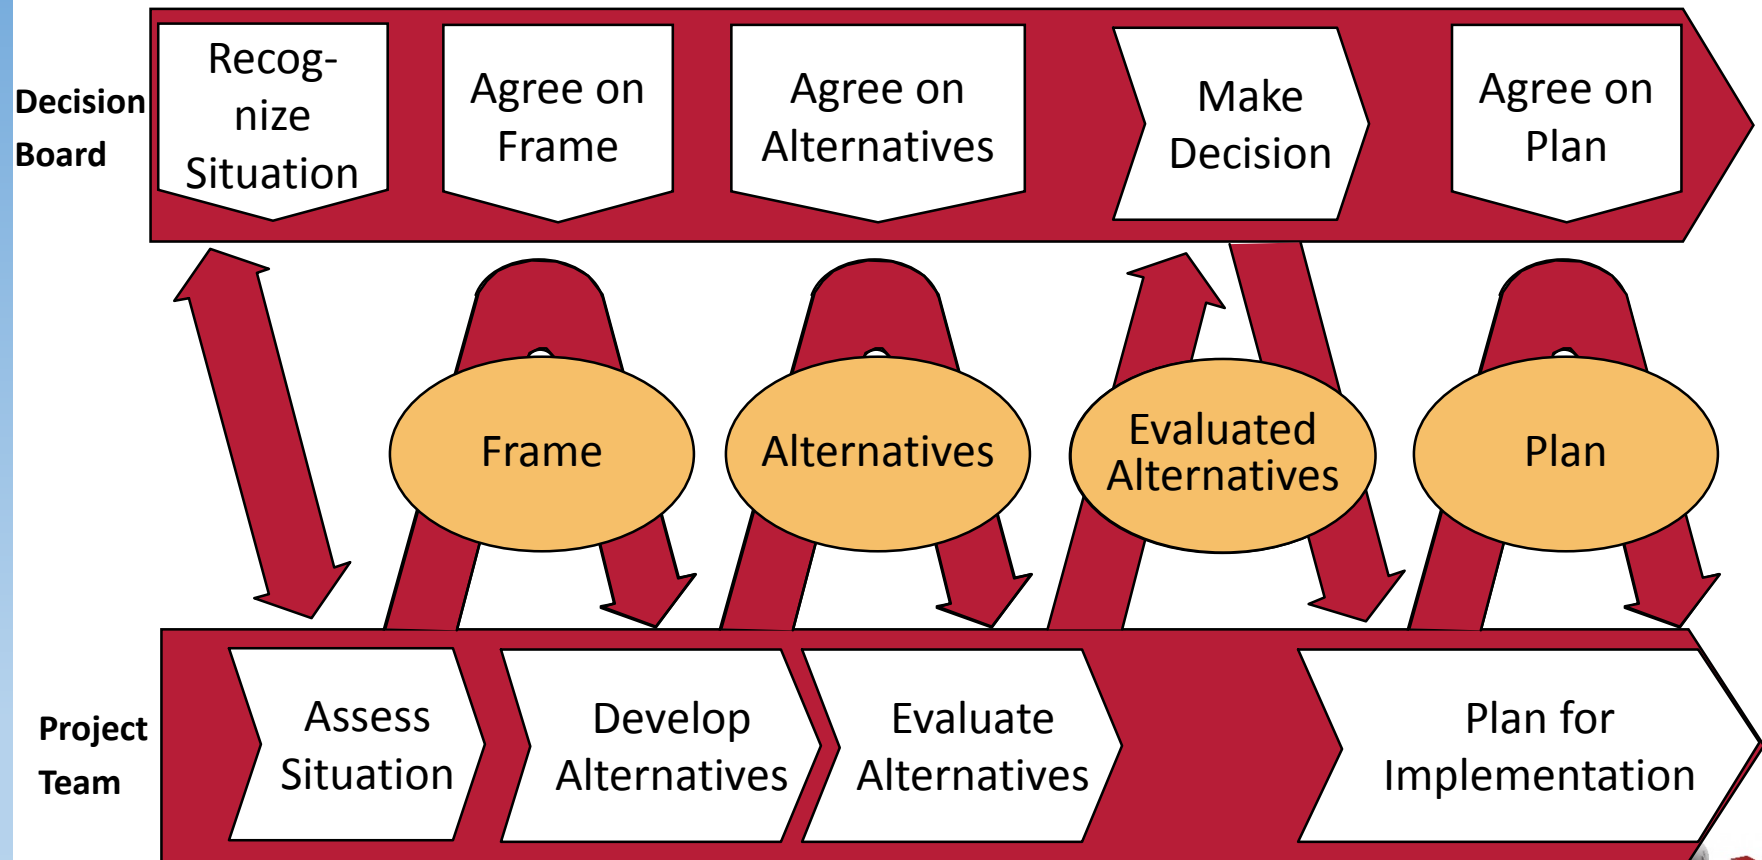 Decision
Board
Recog-
nize
Situation
Agree on
Frame
Agree on
Alternatives
Make
Decision
Agree on
Plan
Frame
Alternatives
Evaluated
Alternatives
Plan
Project
Team
Assess
Situation
Develop
Alternatives
Evaluate
Alternatives
Plan for
Implementation